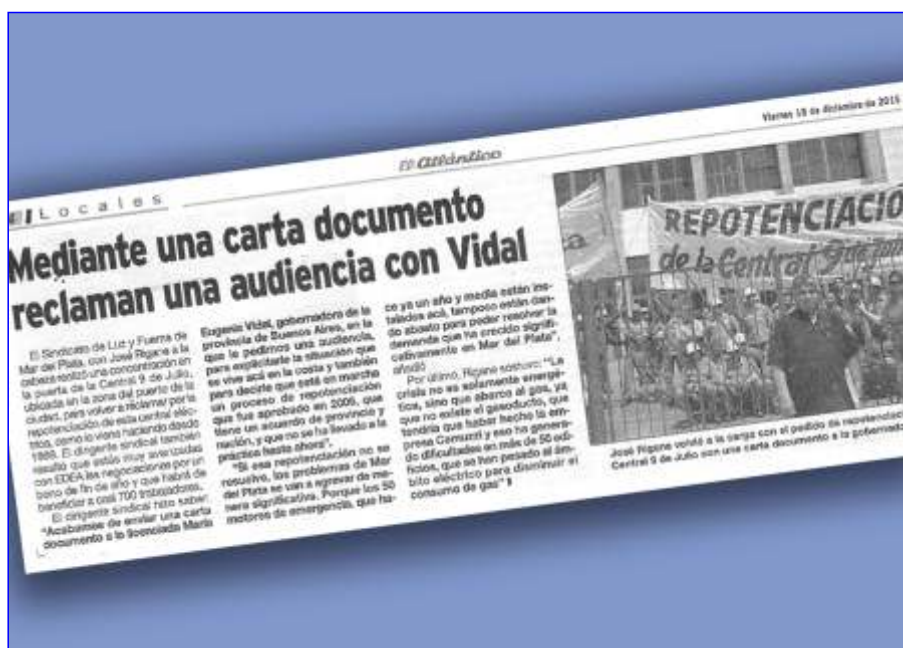 Viernes 18 de diciembre de 2015
El Atlántico
Locales
Mediante una carta documento
reclaman una audiencia con Vidal
El Sindicato de Luz y Fuerza de
Mar del Plata, con José Rigane a la
cabeza realizó una concentración en
la puerta de la Central 9 de Julio,
ubicada en la zona del puerto de la
ciudad, para volver a reclamar por la
repotenciación de esta central eléc-
trica, como lo viene haciendo desde
El dirigente sindical también
resaltó que están muy avanzadas
con EDEA las negociaciones por un
bono de fin de año y que habrá de
beneficiar a casi 700 trabajadores.
El dirigente sindical hizo saber:
"Acabamos de enviar una carta
documento a la licenciada María
Eugenia Vidal, gobernadora de la
provincia de Buenos Aires, en la
que le pedimos una audiencia,
para explicitarle la situación que
se vive acá en la costa y también
para decirle que está en marcha
un proceso de repotenciación
que fue aprobado en 2005, que
tiene un acuerdo de provincia y
nación, y que no se ha llevado a la
práctica hasta ahora".
"Si esa repotenciación no se
resuelve, los problemas de Mar
del Plata se van a agravar de ma-
nera significativa. Porque los 50
motores de emergencia, que ha-
ce ya un año y media están ins-
talados acá, tampoco están dan-
do abasto para poder resolver la
demanda que ha crecido signifi-
cativamente en Mar del Plata",
añadió
Por último, Rigane sostuvo: "La
crisis no es solamente energé-
tica, sino que abarca al gas, ya
que no existe el gasoducto, que
tendría que haber hecho la em-
presa Camuzzi y eso ha genera-
do dificultades en más de 50 edi-
ficios, que se han pasado al ám-
bito eléctrico para disminuir el
consumo de gas"
REPOTENCIACIO
de la Central 9 de Juli
José Rigane volvió a la carga con el pedido de repotenciac
Central 9 de Julio con una carta documento a la gobernado